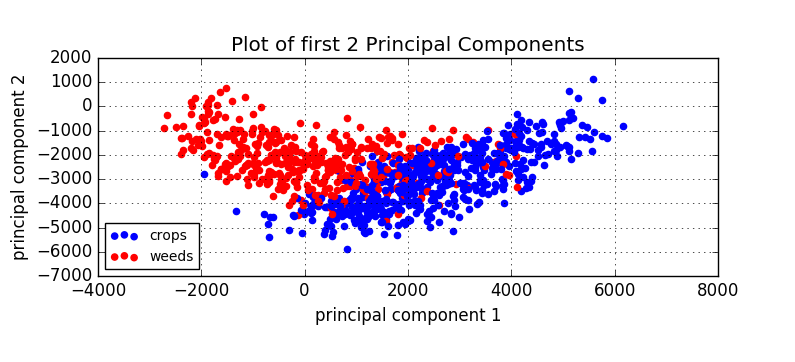 Plot of first 2 Principal Components
principal component 2
2000
1000
0
−1000
−2000
−3000
−4000
−5000
−6000
−7000
crops
weeds
−4000 −2000 0 2000 4000 6000 8000
principal component 1